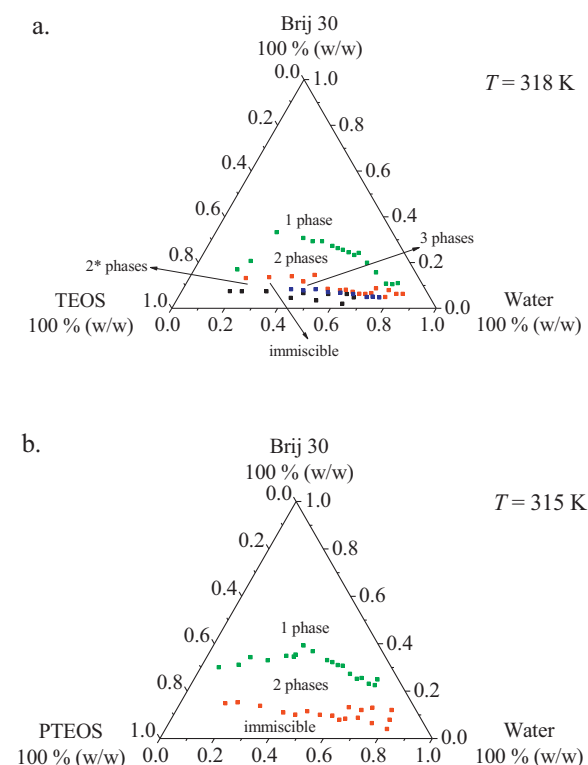 a.
Brij 30
100 % (w/w)
T = 318 K
0.0
1.0
0.2
0.8
0.4
0.6
0.6
0.4
1 phase
3 phases
2 phases
0.8
0.2
2* phases
TEOS
100 % (w/w)
1.0
0.0
Water
100 % (w/w)
0.0
0.2
0.4
0.6
0.8
1.0
immiscible
b.
Brij 30
100 % (w/w)
T = 315 K
0.0
1.0
0.2
0.8
0.4
0.6
0.6
0.4
1 phase
0.8
0.2
2 phases
immiscible
PTEOS
100 % (w/w)
1.0
0.0
Water
100 % (w/w)
0.0
0.2
0.4
0.6
0.8
1.0